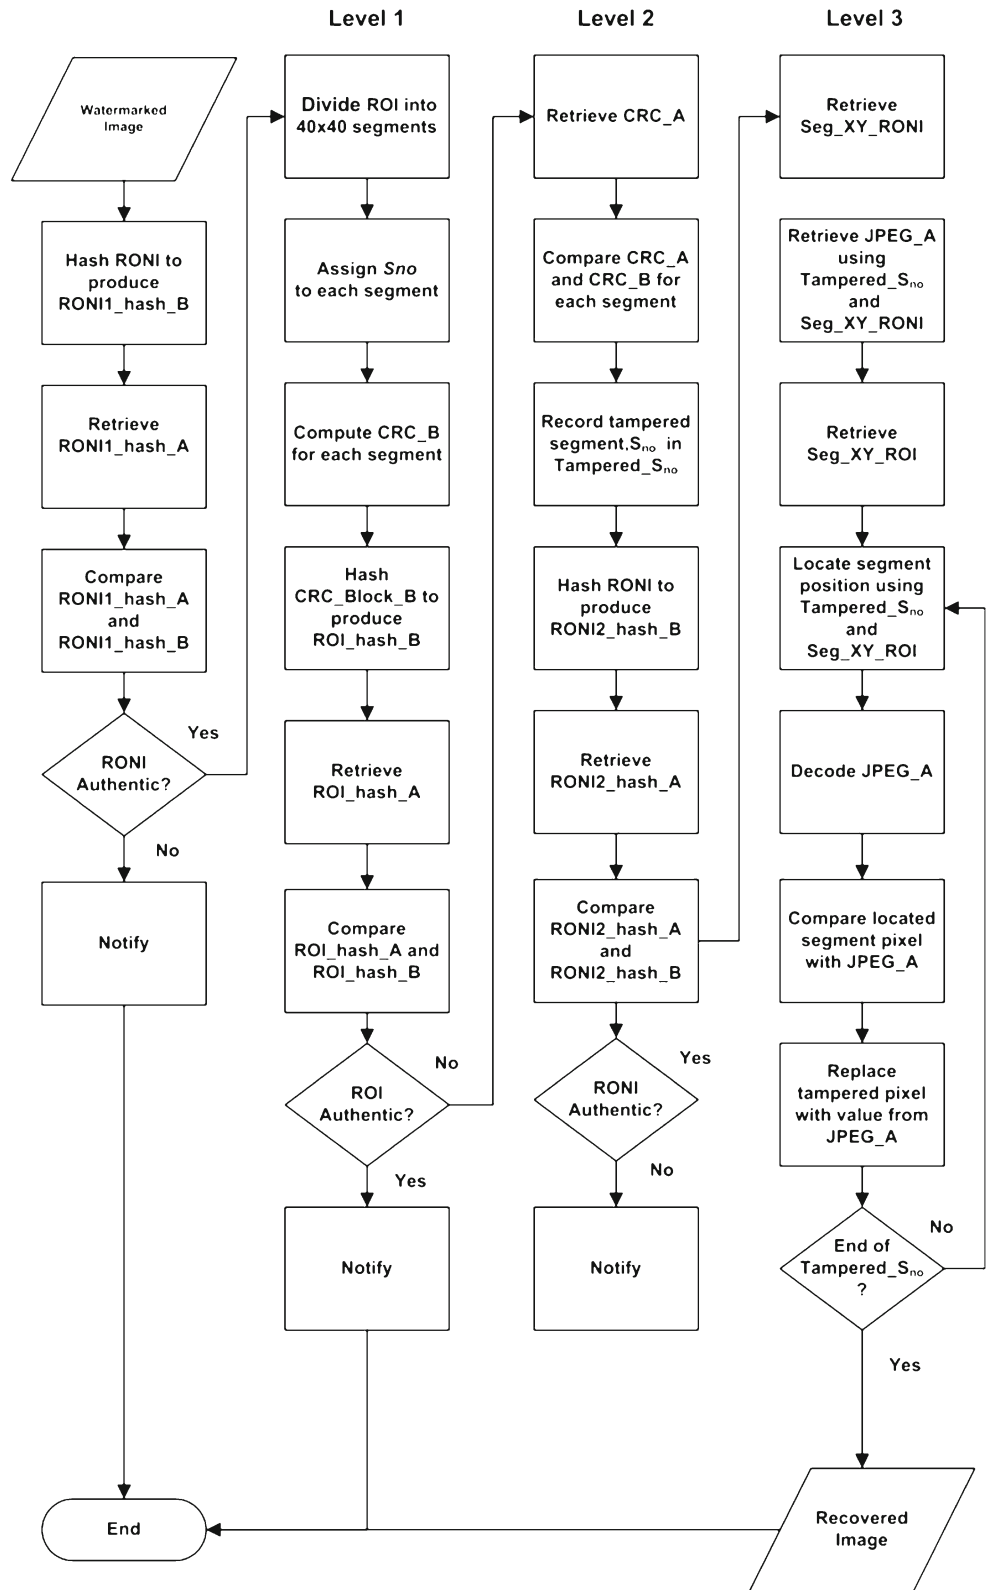 Level 1
Level 2
Level 3
Watermarked
Image
Hash RONI to
produce
RONI1_hash_B
Retrieve
RONI1_hash_A
Compare
RONI1_hash_A
and
RONI1_hash_B
RONI
Authentic?
Yes
No
Notify
End
Divide ROI into
40x40 segments
Assign Sno
to each segment
Compute CRC_B
for each segment
Hash
CRC_Block_B to
produce
ROI_hash_B
Retrieve
ROI_hash_A
Compare
ROI_hash_A and
ROI_hash_B
ROI
Authentic?
No
Yes
Notify
Retrieve CRC_A
Compare CRC_A
and CRC_B for
each segment
Record tampered
segment,Sno in
Tampered_Sno
Hash RONI to
produce
RONI2_hash_B
Retrieve
RONI2_hash_A
Compare
RONI2_hash_A
and
RONI2_hash_B
RONI
Authentic?
Yes
No
Notify
Retrieve
Seg_XY_RONI
Retrieve JPEG_A
using
Tampered_Sno
and
Seg_XY_RONI
Retrieve
Seg_XY_ROI
Locate segment
position using
Tampered_Sno
and
Seg_XY_ROI
Decode JPEG_A
Compare located
segment pixel
with JPEG_A
Replace
tampered pixel
with value from
JPEG_A
End of
Tampered_Sno
?
No
Yes
Recovered
Image